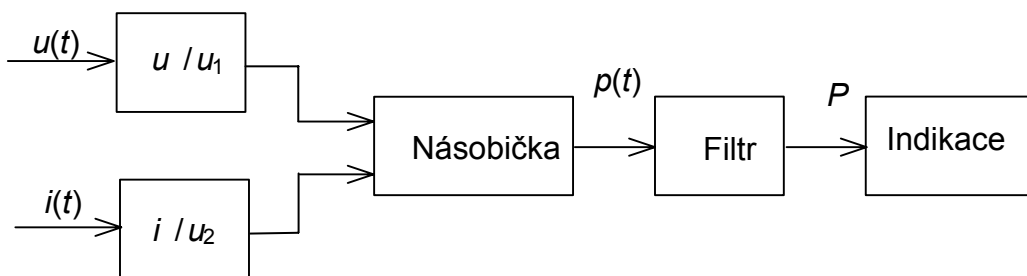 u(t)
u / u₁
i(t)
i / u₂
Násobička
p(t)
Filtr
P
Indikace